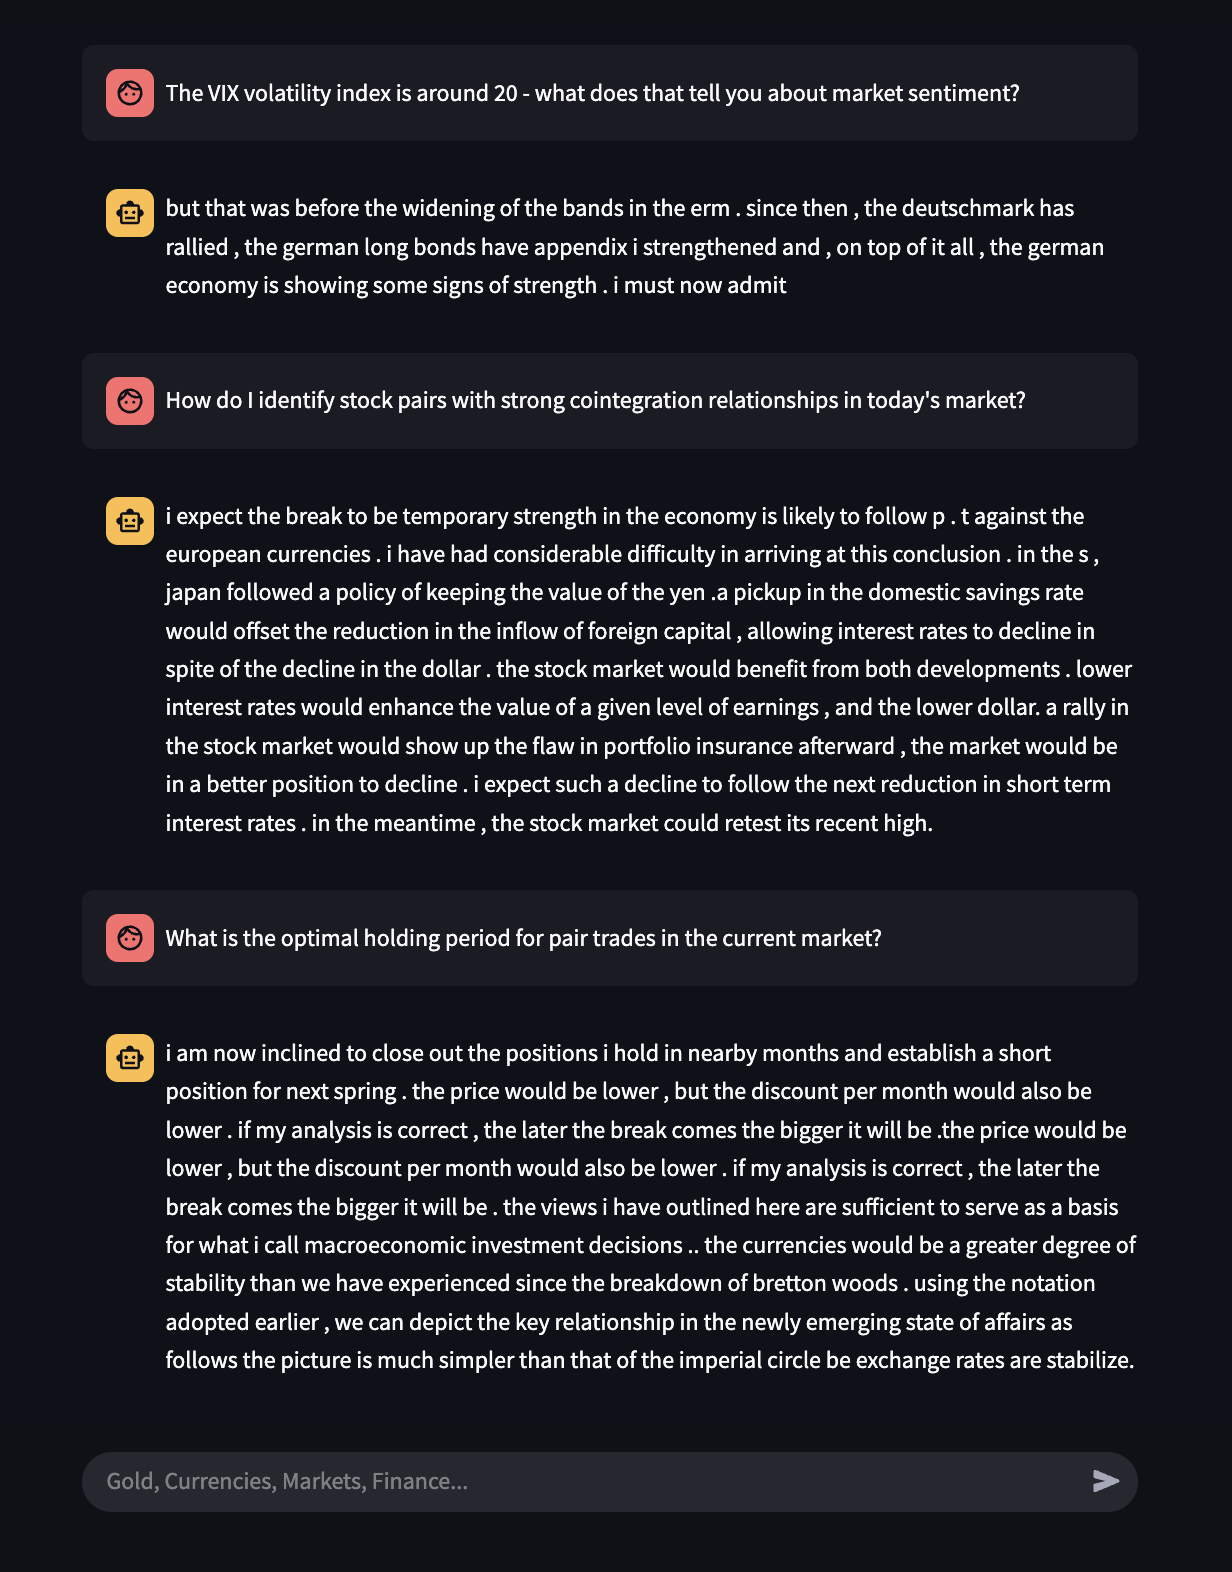 The VIX volatility index is around 20 - what does that tell you about market sentiment?
but that was before the widening of the bands in the erm . since then , the deutschmark has
rallied , the german long bonds have appendix i strengthened and , on top of it all , the german
economy is showing some signs of strength . i must now admit
How do I identify stock pairs with strong cointegration relationships in today's market?
i expect the break to be temporary strength in the economy is likely to follow p . t against the
european currencies . i have had considerable difficulty in arriving at this conclusion . in the s ,
japan followed a policy of keeping the value of the yen .a pickup in the domestic savings rate
would offset the reduction in the inflow of foreign capital , allowing interest rates to decline in
spite of the decline in the dollar . the stock market would benefit from both developments . lower
interest rates would enhance the value of a given level of earnings , and the lower dollar. a rally in
the stock market would show up the flaw in portfolio insurance afterward , the market would be
in a better position to decline . i expect such a decline to follow the next reduction in short term
interest rates . in the meantime , the stock market could retest its recent high.
What is the optimal holding period for pair trades in the current market?
i am now inclined to close out the positions i hold in nearby months and establish a short
position for next spring . the price would be lower , but the discount per month would also be
lower . if my analysis is correct , the later the break comes the bigger it will be .the price would be
lower , but the discount per month would also be lower . if my analysis is correct , the later the
break comes the bigger it will be . the views i have outlined here are sufficient to serve as a basis
for what i call macroeconomic investment decisions .. the currencies would be a greater degree of
stability than we have experienced since the breakdown of bretton woods . using the notation
adopted earlier , we can depict the key relationship in the newly emerging state of affairs as
follows the picture is much simpler than that of the imperial circle be exchange rates are stabilize.
Gold, Currencies, Markets, Finance...